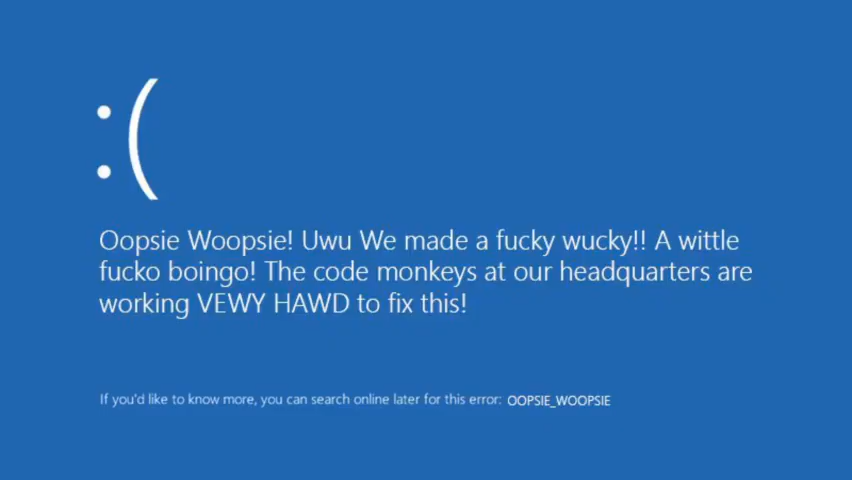 :(
Oopsie Woopsie! Uwu We made a fucky wucky!! A wittle
fucko boingo! The code monkeys at our headquarters are
working VEWY HAWD to fix this!
If you'd like to know more, you can search online later for this error: OOPSIE_WOOPSIE